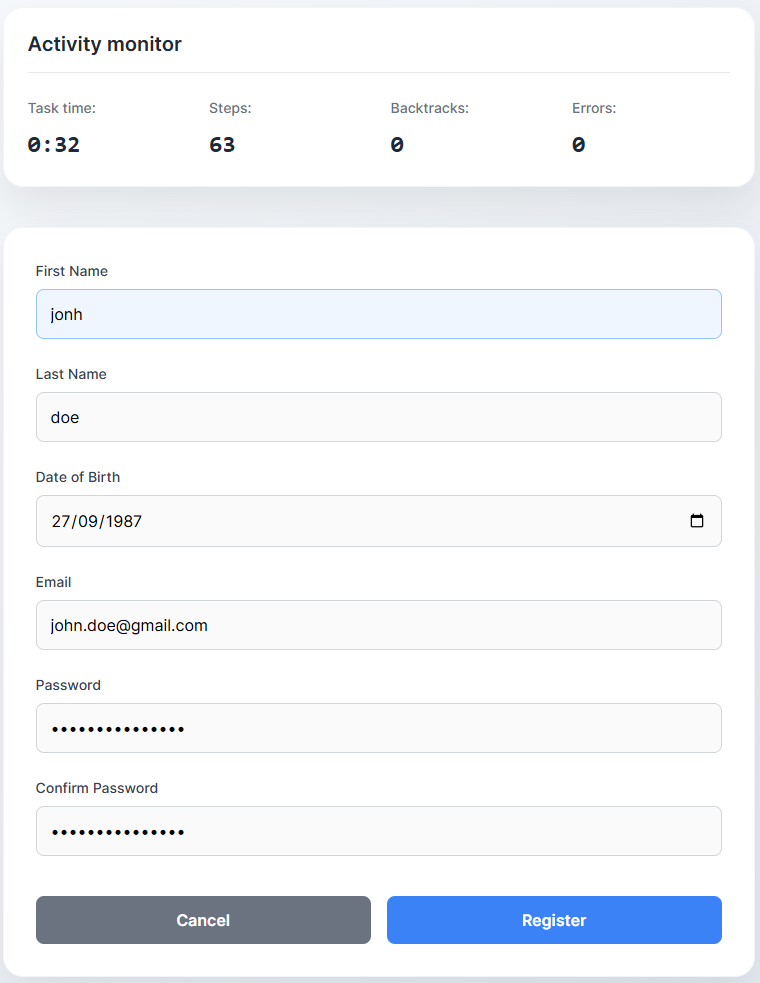 Activity monitor
Task time: Steps: Backtracks: Errors:
0:32 63 0 0
First Name
jonh
Last Name
doe
Date of Birth
27/09/1987
Email
john.doe@gmail.com
Password
•••••••••••••••
Confirm Password
•••••••••••••••
Cancel Register